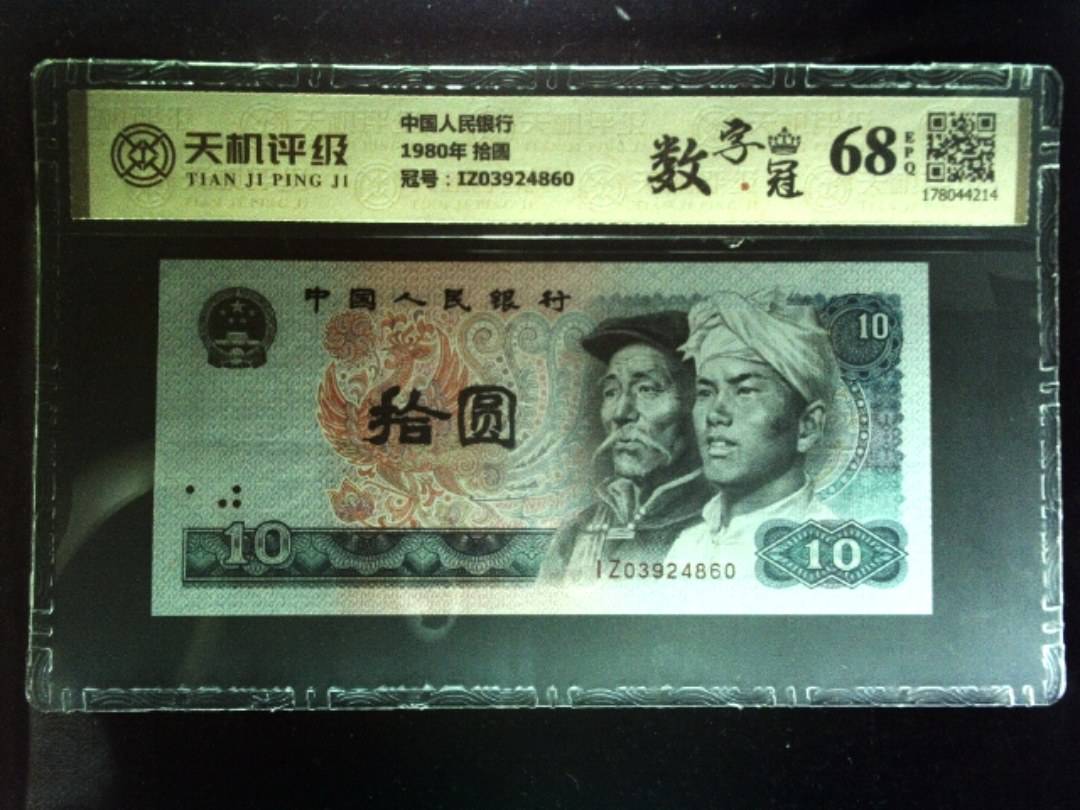 天机评级
TIAN JI PING JI
中国人民银行
1980年 拾圆
冠号：IZ03924860
数字冠
68
EPQ
178044214
中国人民银行
10
拾圆
10
IZ03924860
10